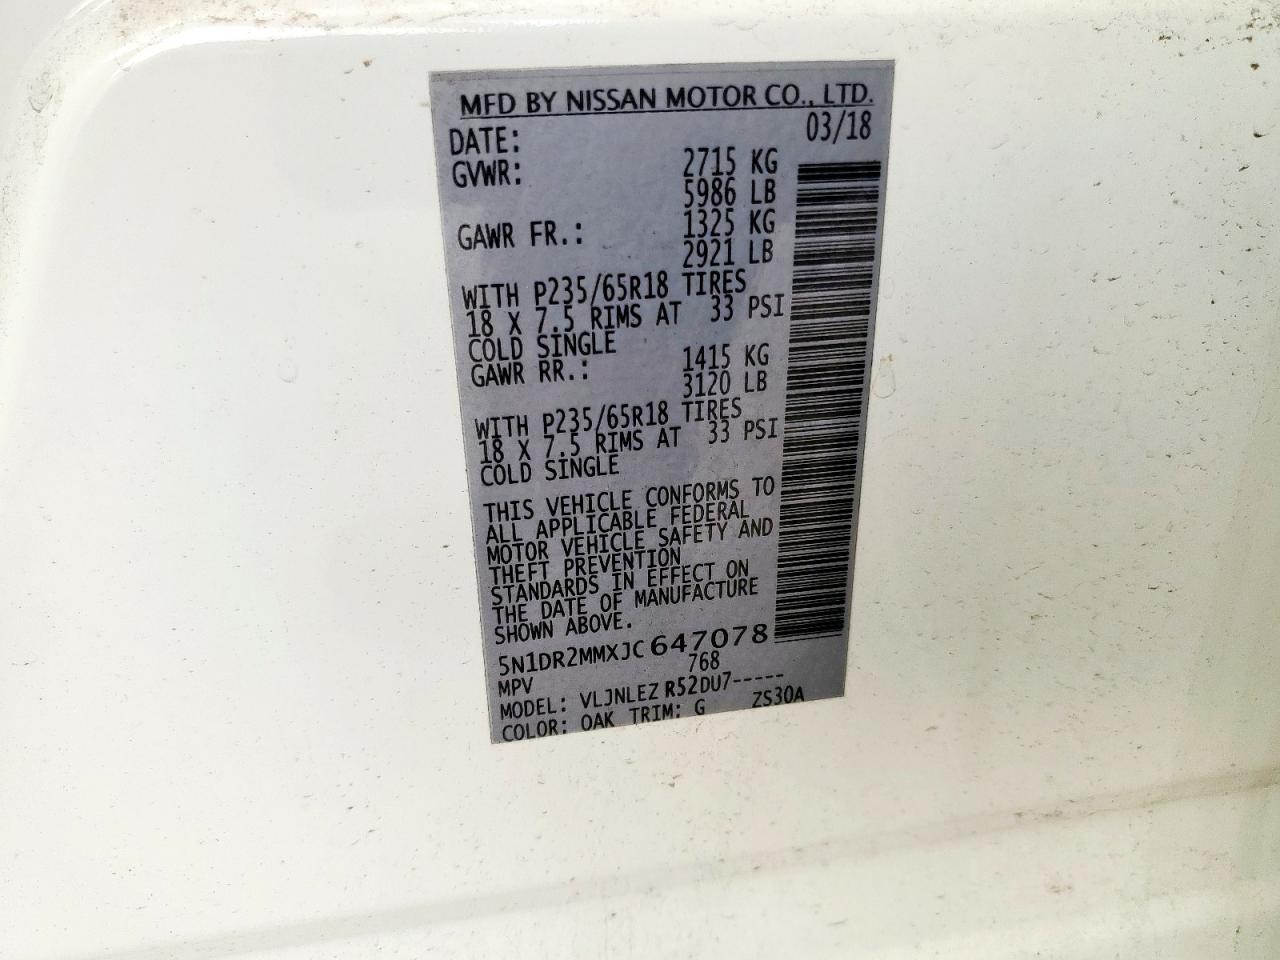 MFD BY NISSAN MOTOR CO., LTD.
DATE: 03/18
GVWR: 2715 KG
5986 LB
GAWR FR.: 1325 KG
2921 LB
WITH P235/65R18 TIRES
18 X 7.5 RIMS AT 33 PSI
COLD SINGLE
GAWR RR.: 1415 KG
3120 LB
WITH P235/65R18 TIRES
18 X 7.5 RIMS AT 33 PSI
COLD SINGLE
THIS VEHICLE CONFORMS TO
ALL APPLICABLE FEDERAL
MOTOR VEHICLE SAFETY AND
THEFT PREVENTION
STANDARDS IN EFFECT ON
THE DATE OF MANUFACTURE
SHOWN ABOVE.
5N1DR2MMXJC647078
MPV 768
MODEL: VLJNLEZ R52DU7-----
COLOR: OAK TRIM: G ZS30A